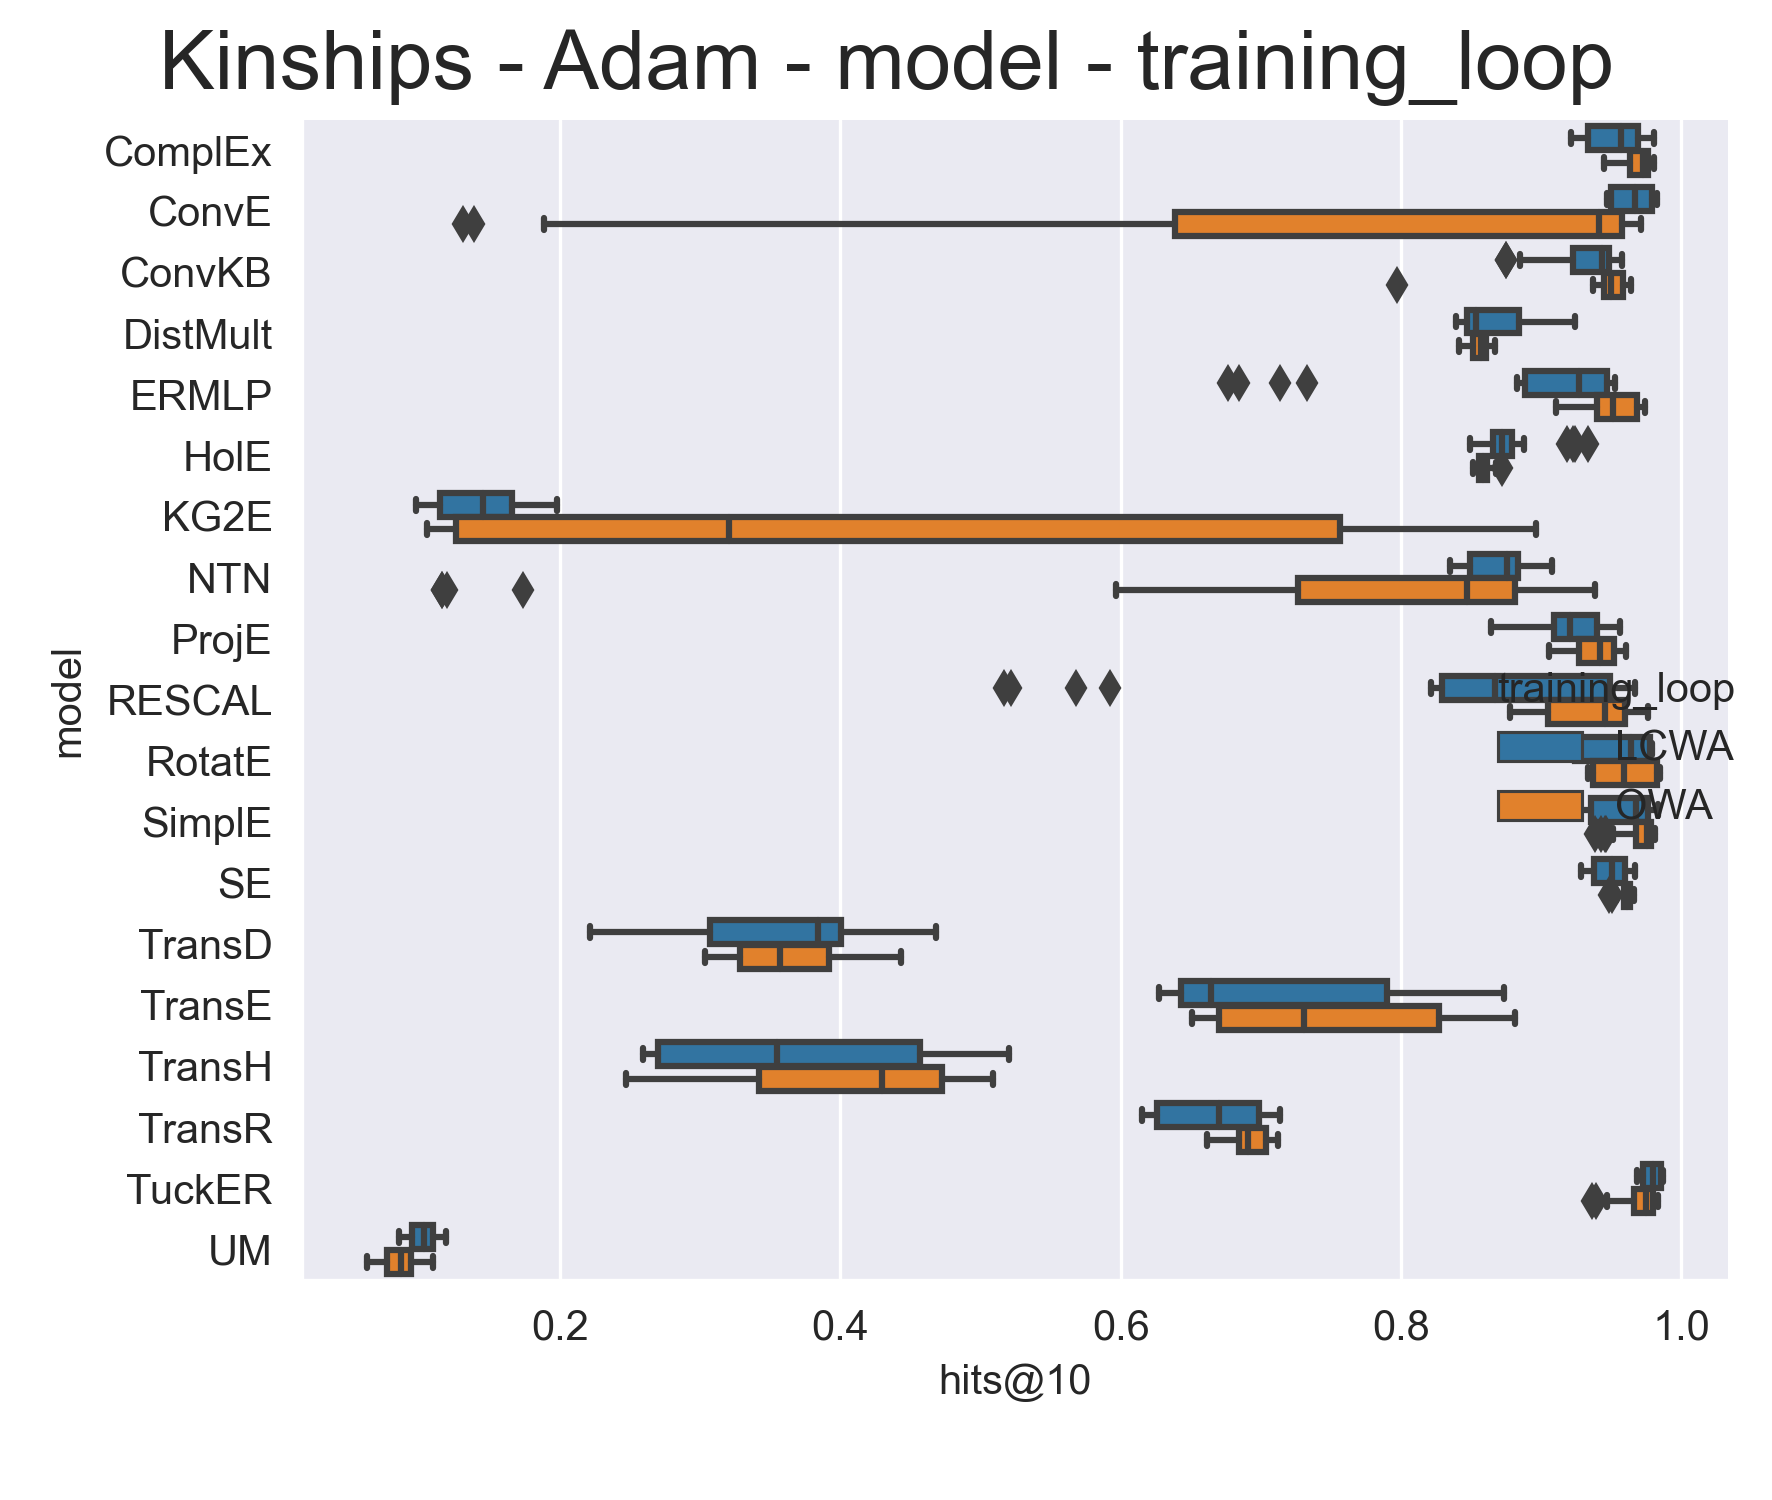 Kinships - Adam - model - training_loop
ComplEx
ConvE
ConvKB
DistMult
ERMLP
HolE
KG2E
NTN
ProjE
RESCAL
RotatE
SimplE
SE
TransD
TransE
TransH
TransR
TuckER
UM
model
training_loop
LCWA
OWA
0.2 0.4 0.6 0.8 1.0
hits@10